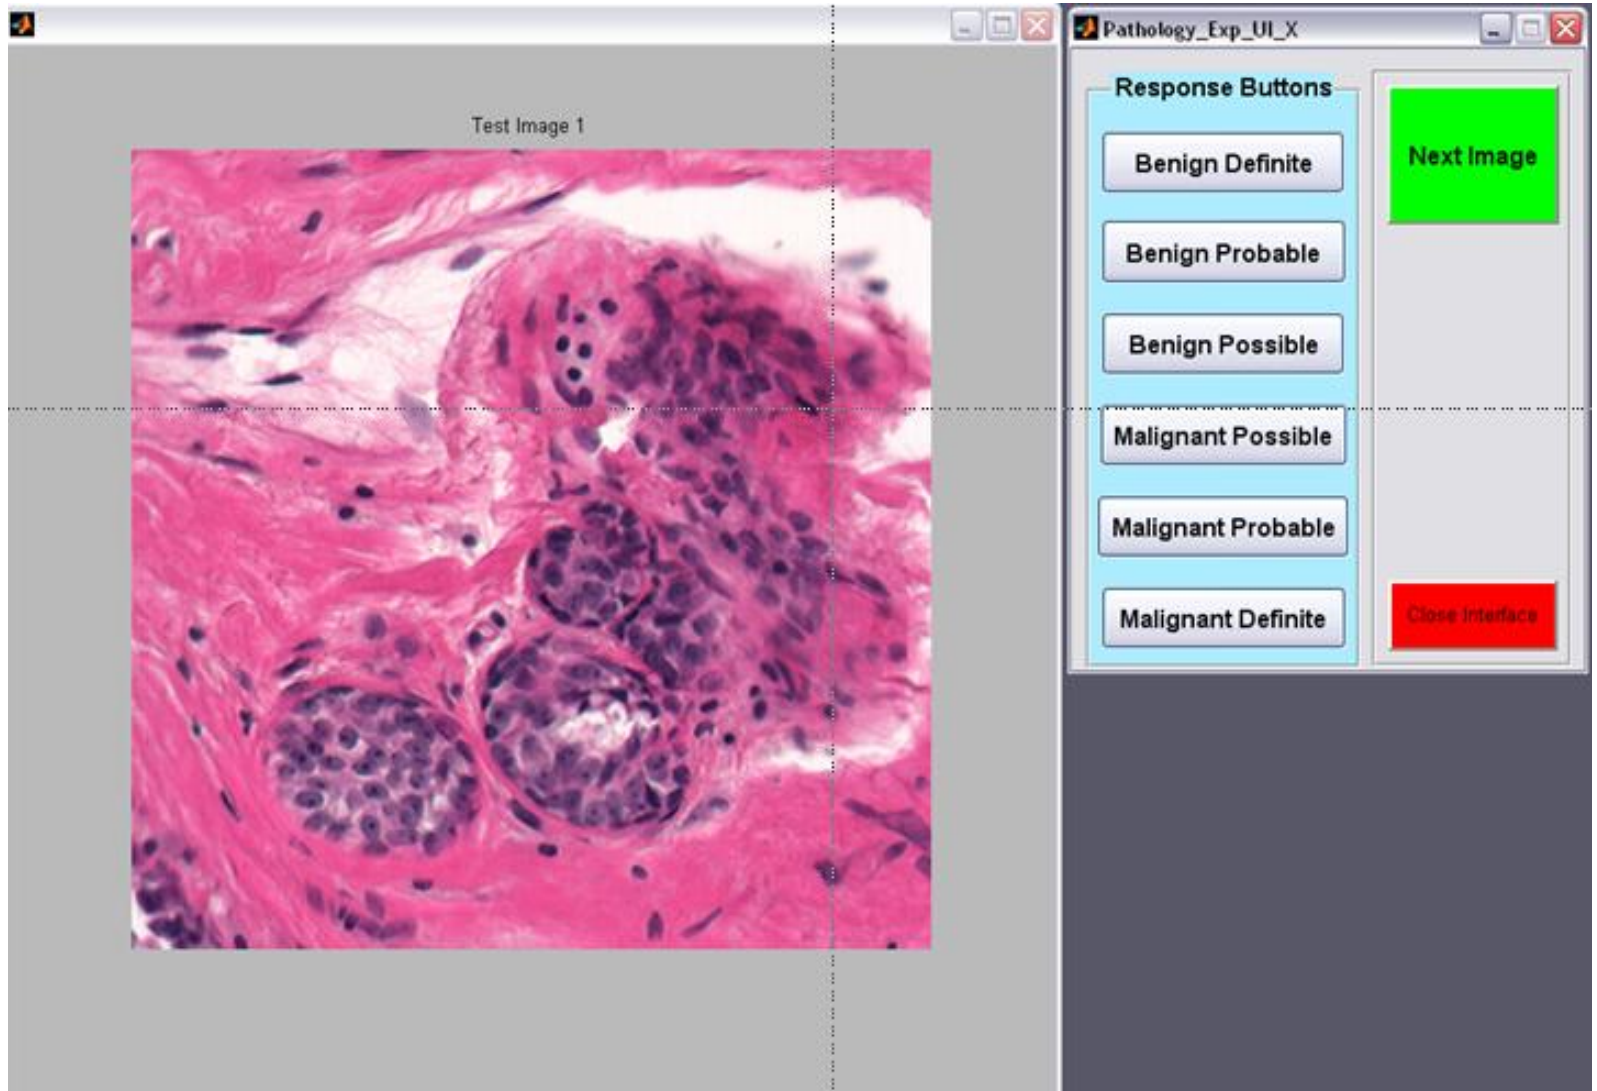 Test Image 1
Pathology_Exp_UI_X
Response Buttons
Benign Definite
Benign Probable
Benign Possible
Malignant Possible
Malignant Probable
Malignant Definite
Next Image
Close Interface